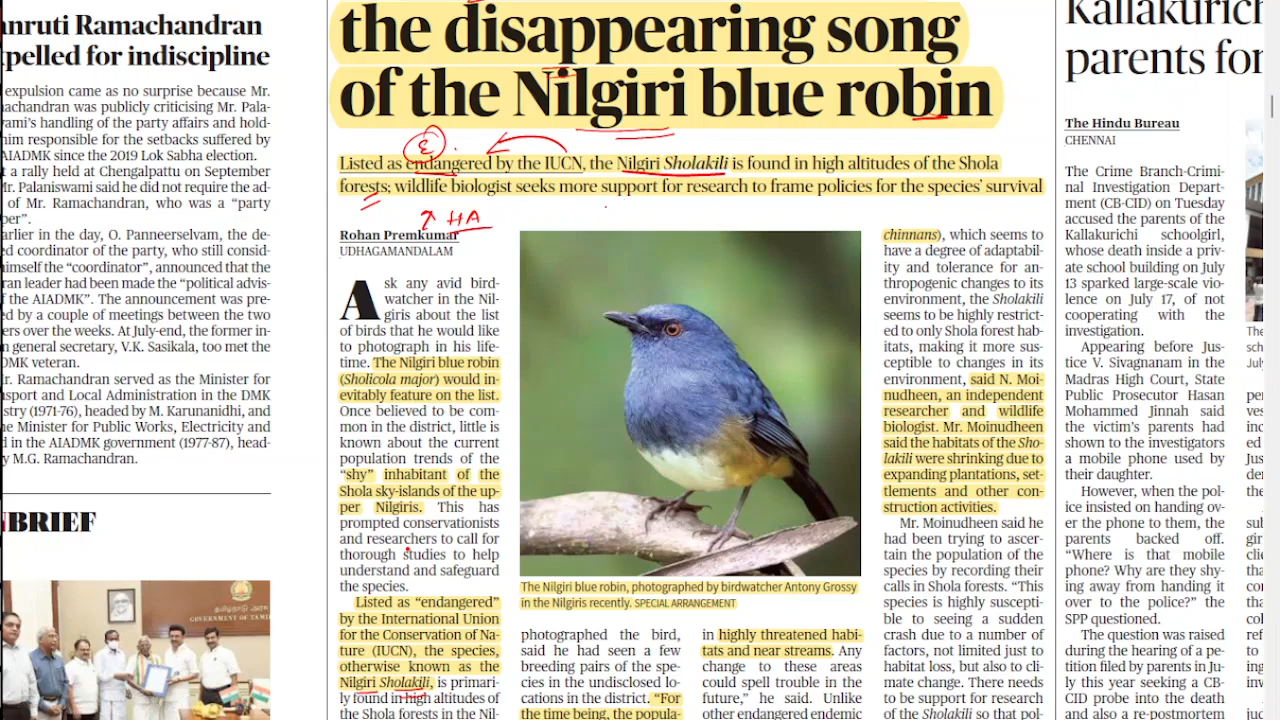 anruti Ramachandran
pelled for indiscipline
expulsion came as no surprise because Mr.
nachandran was publicly criticising Mr. Pala-
vami's handling of the party affairs and hold-
him responsible for the setbacks suffered by
AIADMK since the 2019 Lok Sabha election.
t a rally held at Chengalpattu on September
Mr. Palaniswami said he did not require the ad-
of Mr. Ramachandran, who was a “party
per”.
arlier in the day, O. Panneerselvam, the de-
ed coordinator of the party, who still consid-
himself the “coordinator”, announced that the
ran leader had been made the “political advis-
f the AIADMK”. The announcement was pre-
ed by a couple of meetings between the two
ers over the weeks. At July-end, the former in-
n general secretary, V.K. Sasikala, too met the
DMK veteran.
r. Ramachandran served as the Minister for
nsport and Local Administration in the DMK
istry (1971-76), headed by M. Karunanidhi, and
he Minister for Public Works, Electricity and
d in the AIADMK government (1977-87), head-
y M.G. Ramachandran.
NBRIEF
தமிழ்நாடு அரசு
GOVERNMENT OF TAMI
the disappearing song
of the Nilgiri blue robin
E
Listed as endangered by the IUCN, the Nilgiri Sholakili is found in high altitudes of the Shola
forests; wildlife biologist seeks more support for research to frame policies for the species' survival
↑ HA
Rohan Premkumar
UDHAGAMANDALAM
Ask any avid bird-
watcher in the Nil-
giris about the list
of birds that he would like
to photograph in his life-
time. The Nilgiri blue robin
(Sholicola major) would in-
evitably feature on the list.
Once believed to be com-
mon in the district, little is
known about the current
population trends of the
“shy” inhabitant of the
Shola sky-islands of the up-
per Nilgiris. This has
prompted conservationists
and researchers to call for
thorough studies to help
understand and safeguard
the species.
Listed as “endangered”
by the International Union
for the Conservation of Na-
ture (IUCN), the species,
otherwise known as the
Nilgiri Sholakili, is primari-
ly found in high altitudes of
the Shola forests in the Nil-
The Nilgiri blue robin, photographed by birdwatcher Antony Grossy
in the Nilgiris recently. SPECIAL ARRANGEMENT
photographed the bird,
said he had seen a few
breeding pairs of the spe-
cies in the undisclosed lo-
cations in the district. “For
the time being, the popula-
in highly threatened habi-
tats and near streams. Any
change to these areas
could spell trouble in the
future,” he said. Unlike
other endangered endemic
chinnans), which seems to
have a degree of adaptabil-
ity and tolerance for an-
thropogenic changes to its
environment, the Sholakili
seems to be highly restrict-
ed to only Shola forest hab-
itats, making it more sus-
ceptible to changes in its
environment, said N. Moi-
nudheen, an independent
researcher and wildlife
biologist. Mr. Moinudheen
said the habitats of the Sho-
lakili were shrinking due to
expanding plantations, set-
tlements and other con-
struction activities.
Mr. Moinudheen said he
had been trying to ascer-
tain the population of the
species by recording their
calls in Shola forests. “This
species is highly suscepti-
ble to seeing a sudden
crash due to a number of
factors, not limited just to
habitat loss, but also to cli-
mate change. There needs
to be support for research
of the Sholakili so that pol-
Kallakurich
parents for
The Hindu Bureau
CHENNAI
The Crime Branch-Crimi-
nal Investigation Depart-
ment (CB-CID) on Tuesday
accused the parents of the
Kallakurichi schoolgirl,
whose death inside a priv-
ate school building on July
13 sparked large-scale vio-
lence on July 17, of not
cooperating with the
investigation.
Appearing before Jus-
tice V. Sivagnanam in the
Madras High Court, State
Public Prosecutor Hasan
Mohammed Jinnah said
the victim's parents had
shown to the investigators
a mobile phone used by
their daughter.
However, when the pol-
ice insisted on handing ov-
er the phone to them, the
parents backed off.
“Where is that mobile
phone? Why are they shy-
ing away from handing it
over to the police?” the
SPP questioned.
The question was raised
during the hearing of a pe-
tition filed by parents in Ju-
ly this year seeking a CB-
CID probe into the death
and also a re-postmortem